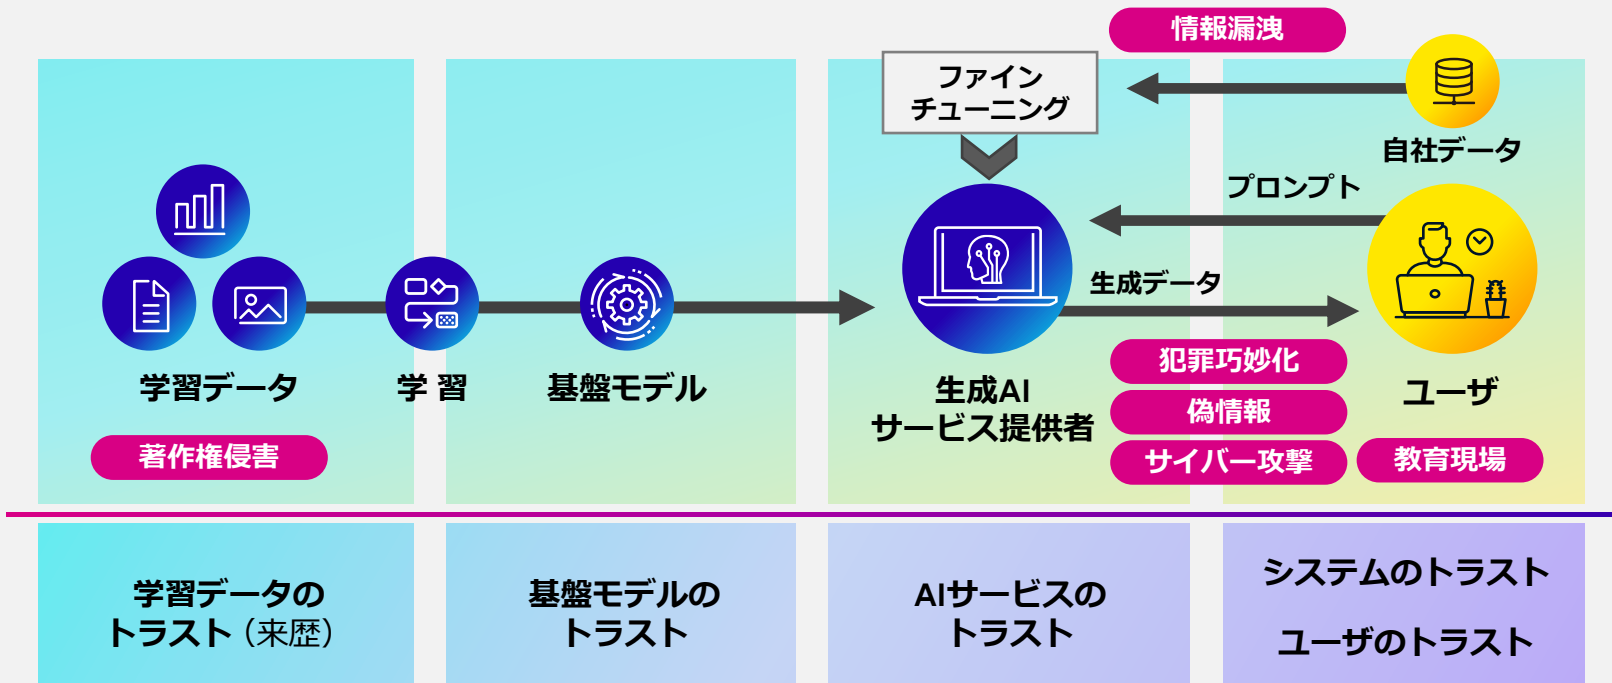 情報漏洩
ファイン
チューニング
自社データ
プロンプト
生成データ
学習データ
学 習
基盤モデル
生成AI
サービス提供者
ユーザ
犯罪巧妙化
偽情報
サイバー攻撃
著作権侵害
教育現場
学習データの
トラスト（来歴）
基盤モデルの
トラスト
AIサービスの
トラスト
システムのトラスト
ユーザのトラスト